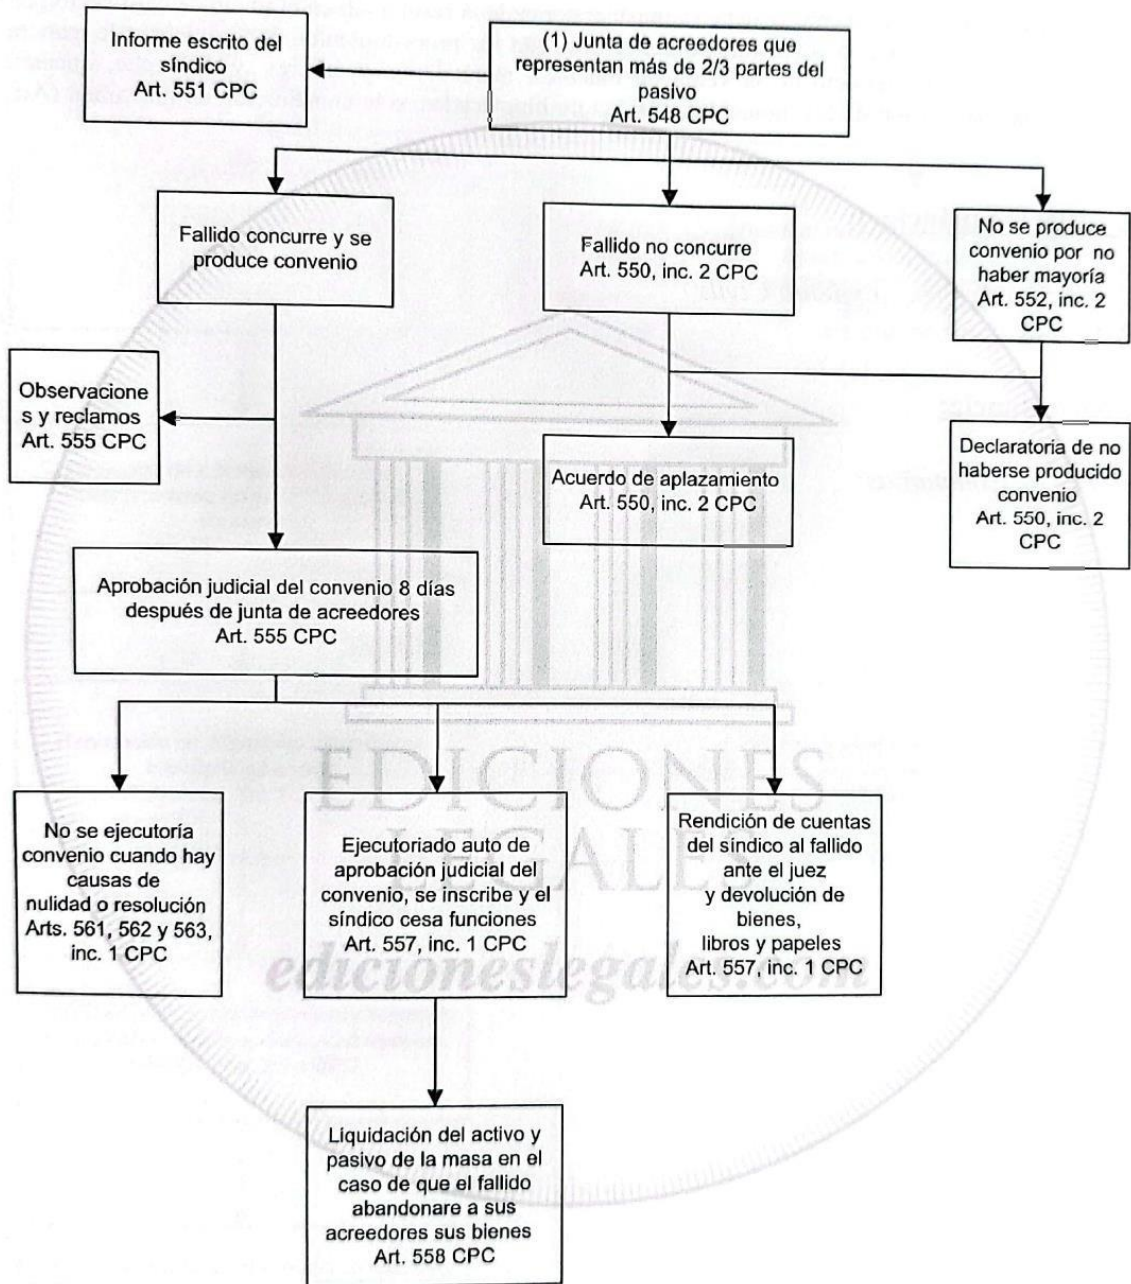 Informe escrito del
síndico
Art. 551 CPC
(1) Junta de acreedores que
representan más de 2/3 partes del
pasivo
Art. 548 CPC
Fallido concurre y se
produce convenio
Fallido no concurre
Art. 550, inc. 2 CPC
No se produce
convenio por no
haber mayoría
Art. 552, inc. 2
CPC
Observacione
s y reclamos
Art. 555 CPC
Acuerdo de aplazamiento
Art. 550, inc. 2 CPC
Declaratoria de no
haberse producido
convenio
Art. 550, inc. 2
CPC
Aprobación judicial del convenio 8 días
después de junta de acreedores
Art. 555 CPC
EDICIONES
LEGALES
edicioneslegales.com
No se ejecutoría
convenio cuando hay
causas de
nulidad o resolución
Arts. 561, 562 y 563,
inc. 1 CPC
Ejecutoriado auto de
aprobación judicial del
convenio, se inscribe y el
síndico cesa funciones
Art. 557, inc. 1 CPC
Rendición de cuentas
del síndico al fallido
ante el juez
y devolución de
bienes,
libros y papeles
Art. 557, inc. 1 CPC
Liquidación del activo y
pasivo de la masa en el
caso de que el fallido
abandonare a sus
acreedores sus bienes
Art. 558 CPC